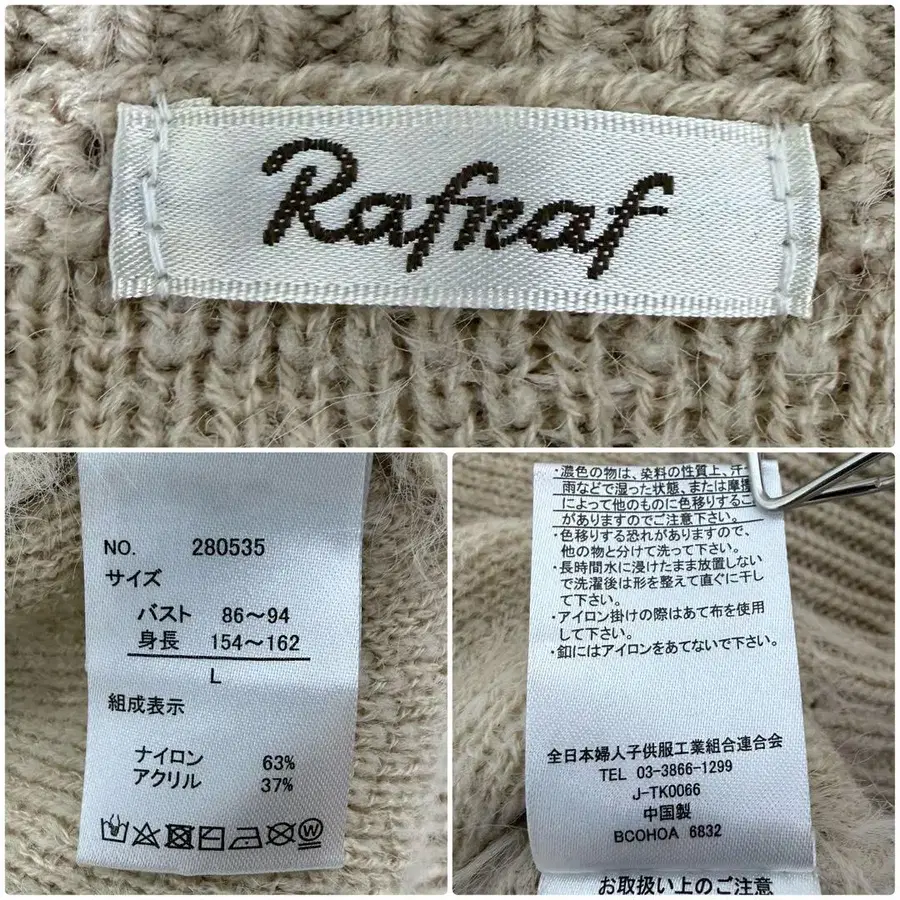 Rafnaf
NO. 280535
サイズ
バスト 86～94
身長 154～162
L
組成表示
ナイロン 63%
アクリル 37%
W
・濃色の物は、染料の性質上、汗
雨などで湿った状態、または摩擦
によって他のものに色移りするこ
がありますのでご注意下さい。
・色移りする恐れがありますので、
他の物と分けて洗って下さい。
・長時間水に浸けたまま放置しない
で洗濯後は形を整えて直ぐに干し
て下さい。
・アイロン掛けの際はあて布を使用
して下さい。
・釦にはアイロンをあてないで下さい。
全日本婦人子供服工業組合連合会
TEL 03-3866-1299
J-TK0066
中国製
BCOHOA 6832
お取扱い上のご注意